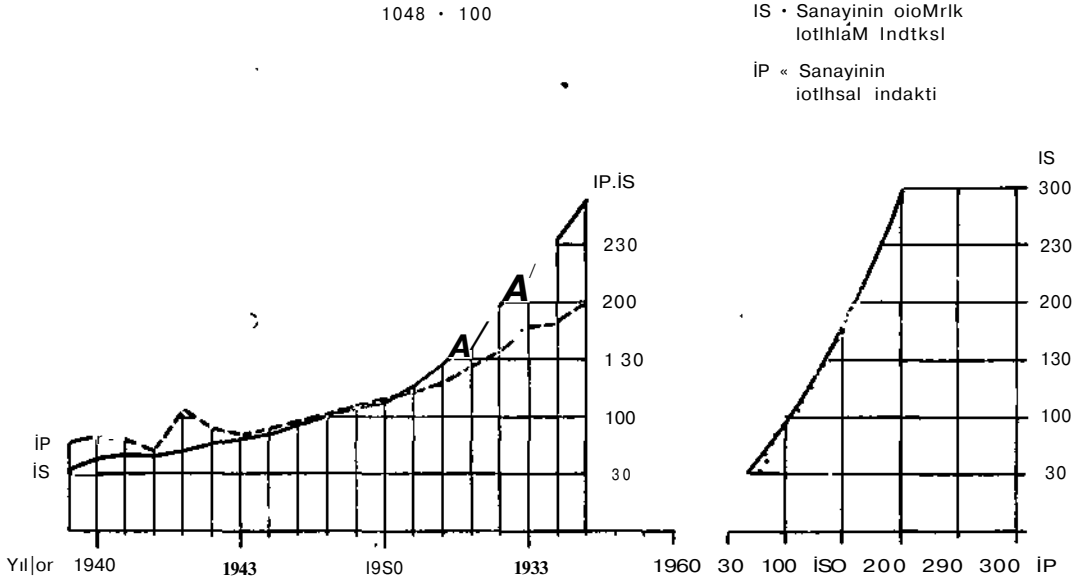 1048 · 100
IS · Sanayinin oioMrlk
lotlhlaM Indtksl
İP « Sanayinin
iotlhsal indakti
IP.İS
230
200
1 30
100
30
İP
İS
A
A
Yıl|or 1940 1943 I9S0 1933 1960
IS
300
230
200
130
100
30
30 100 İSO 200 290 300 İP